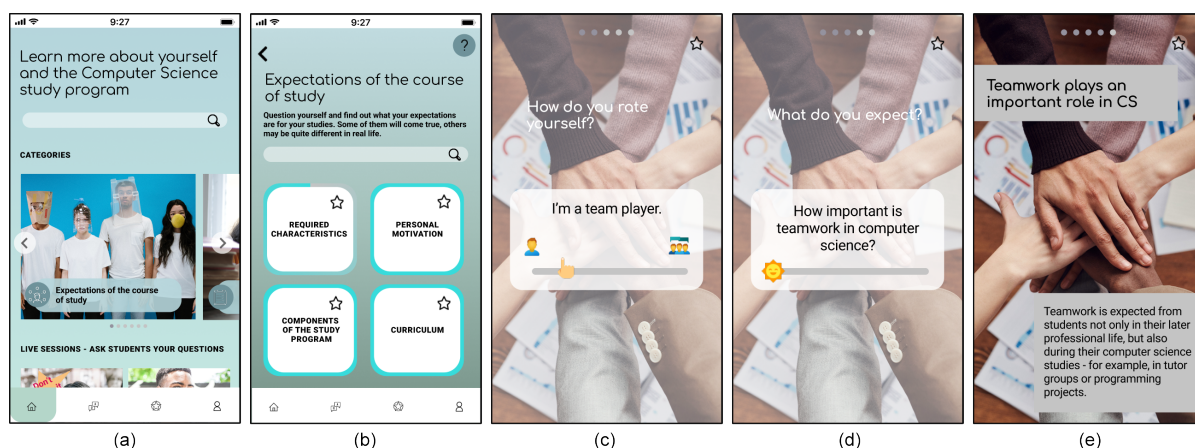 9:27
Learn more about yourself
and the Computer Science
study program
CATEGORIES
Expectations of the course
of study
LIVE SESSIONS - ASK STUDENTS YOUR QUESTIONS
Don't
(a)
9:27
?
Expectations of the course
of study
Question yourself and find out what your expectations
are for your studies. Some of them will come true, others
may be quite different in real life.
REQUIRED
CHARACTERISTICS
PERSONAL
MOTIVATION
COMPONENTS
OF THE STUDY
PROGRAM
CURRICULUM
(b)
How do you rate
yourself?
I'm a team player.
(c)
What do you expect?
How important is
teamwork in computer
science?
(d)
Teamwork plays an
important role in CS
Teamwork is expected from
students not only in their later
professional life, but also
during their computer science
studies - for example, in tutor
groups or programming
projects.
(e)